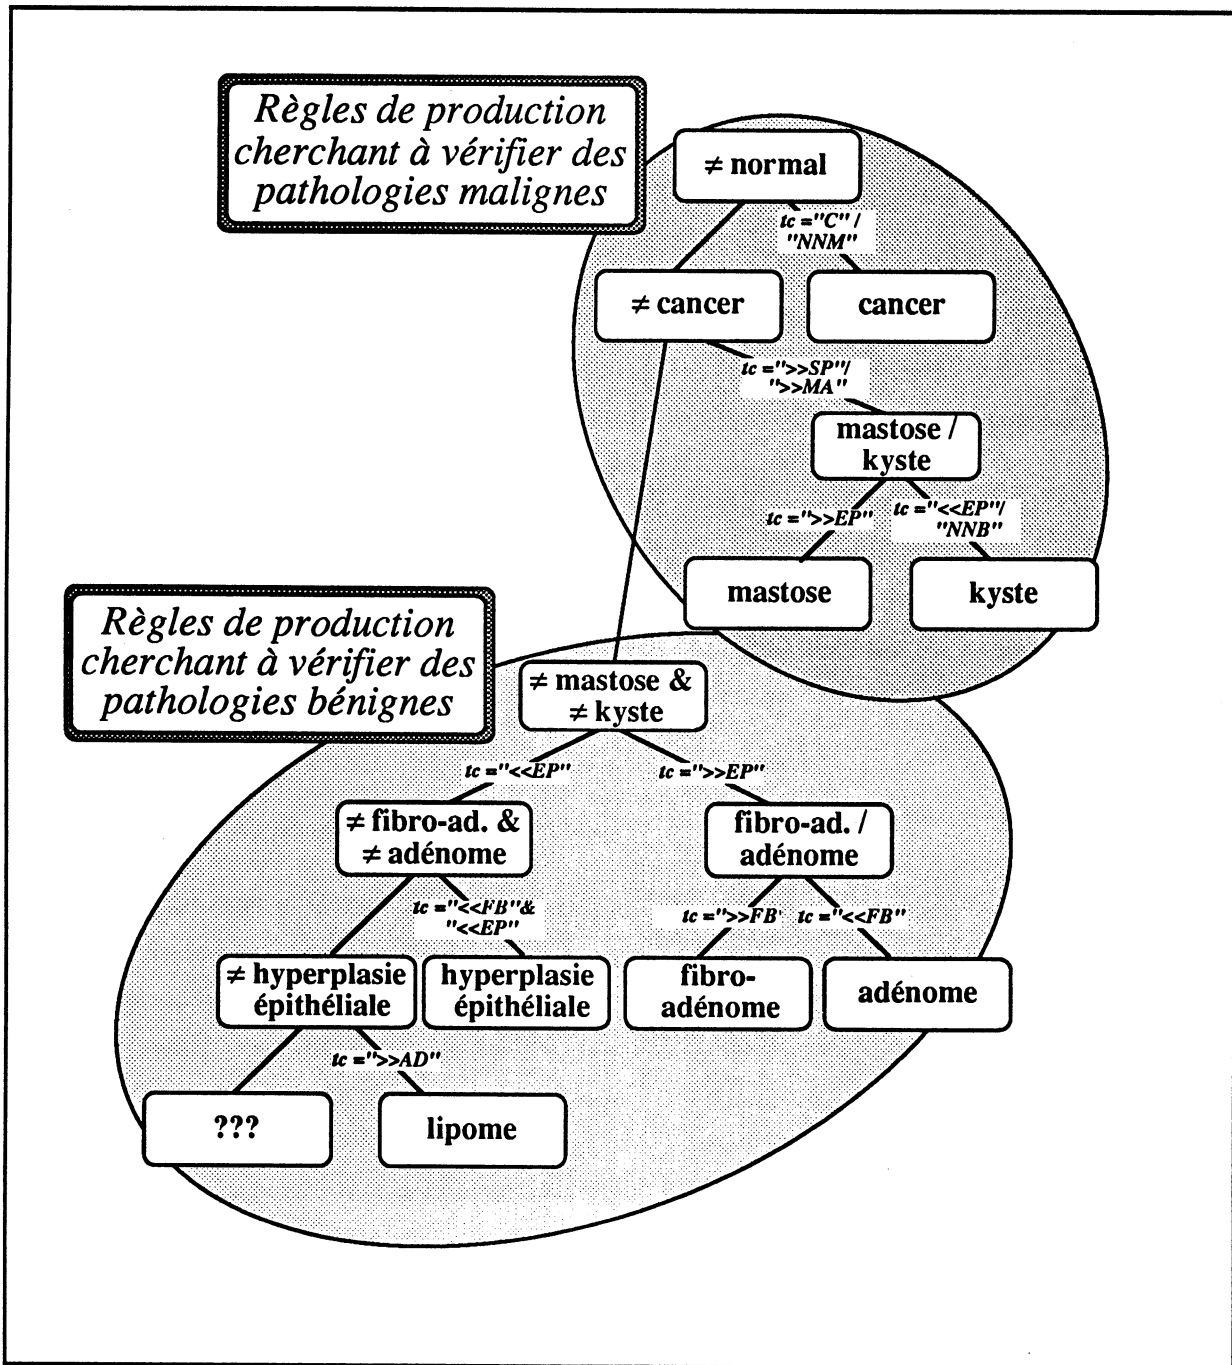 Règles de production
cherchant à vérifier des
pathologies malignes
≠ normal
tc ="C" /
"NNM"
≠ cancer
cancer
tc =">>SP"/
">>MA"
mastose /
kyste
tc =">>EP"
tc ="<<EP"/
"NNB"
mastose
kyste
Règles de production
cherchant à vérifier des
pathologies bénignes
≠ mastose &
≠ kyste
tc ="<<EP"
tc =">>EP"
≠ fibro-ad. &
≠ adénome
fibro-ad. /
adénome
tc ="<<FB"&
"<<EP"
tc =">>FB'
tc ="<<FB"
≠ hyperplasie
épithéliale
hyperplasie
épithéliale
fibro-
adénome
adénome
tc =">>AD"
???
lipome